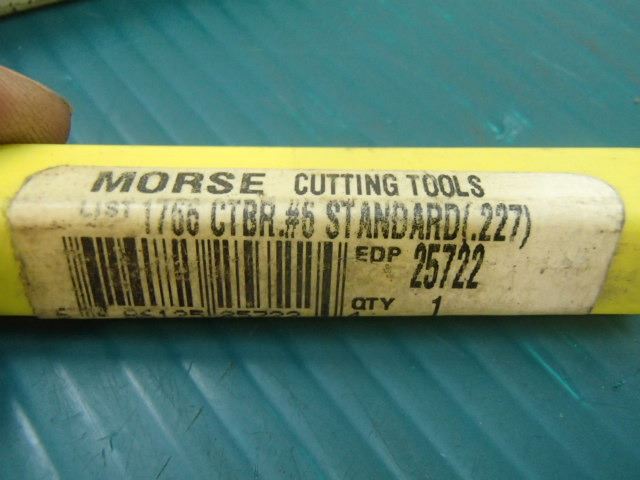 MORSE CUTTING TOOLS
LIST 1766 CTBR.#5 STANDARD(.227)
EDP 25722
QTY 1